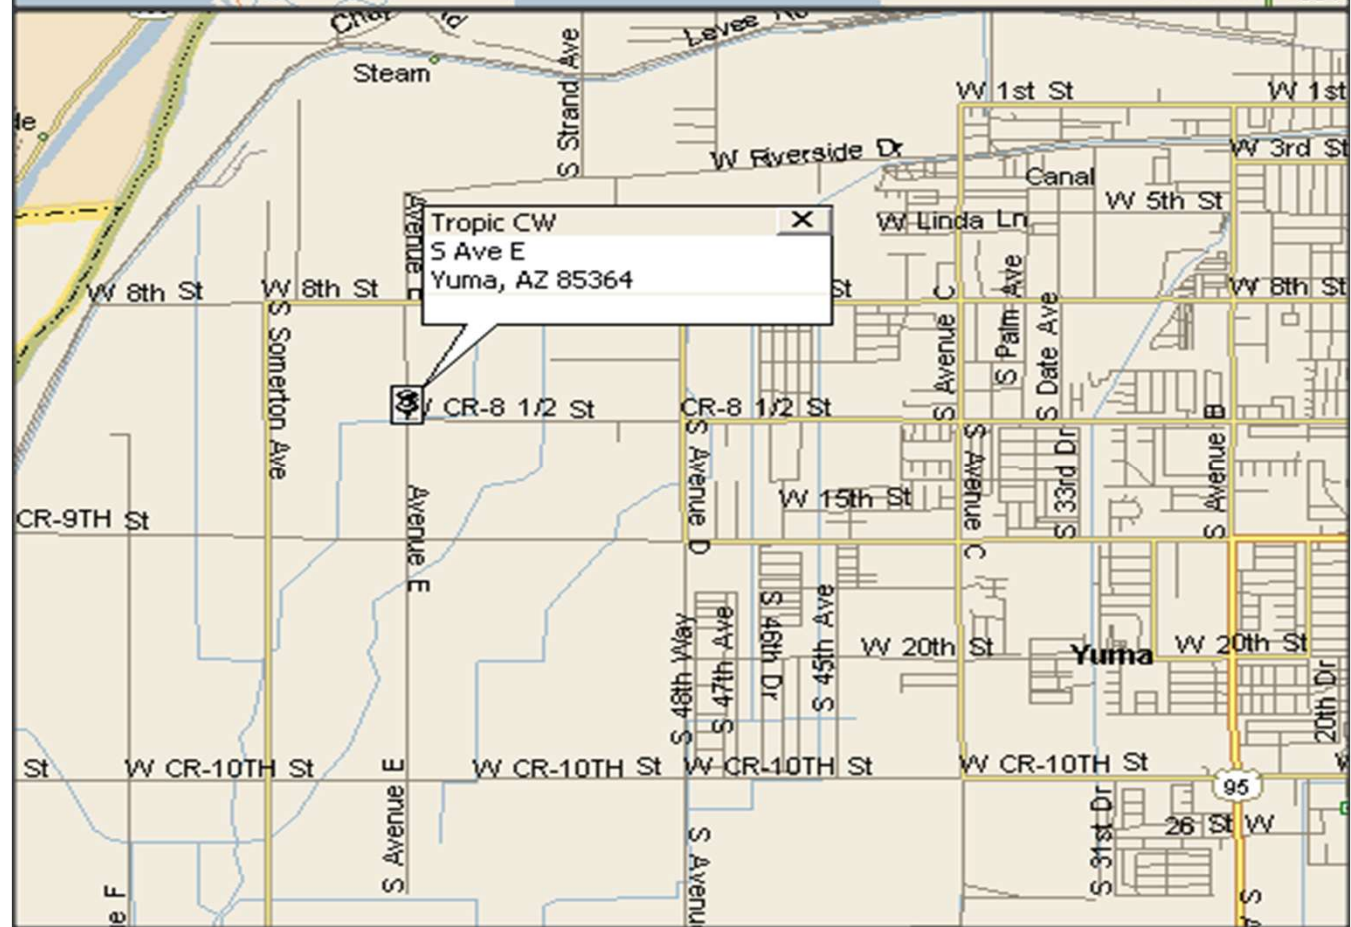 Levee
Steam
S Strand Ave
W 1st St
W 1st
W Riverside Dr
W 3rd St
Canal
W 5th St
W Linda Ln
Avenue E
Tropic CW
S Ave E
Yuma, AZ 85364
W 8th St
W 8th St
St
W 8th St
S Somerton Ave
S Avenue C
S Palm Ave
S Date Ave
CR-8 1/2 St
CR-8 1/2 St
S Avenue B
S Avenue D
S Avenue C
S 33rd Dr
W 15th St
CR-9TH St
Avenue E
S 48th Way
S 47th Ave
S 46th Dr
S 45th Ave
W 20th St
Yuma
W 20th St
20th Dr
St
W CR-10TH St
S Avenue E
W CR-10TH St
W CR-10TH St
W CR-10TH St
95
S 31st Dr
26 St W
S Avenue
e F
S A